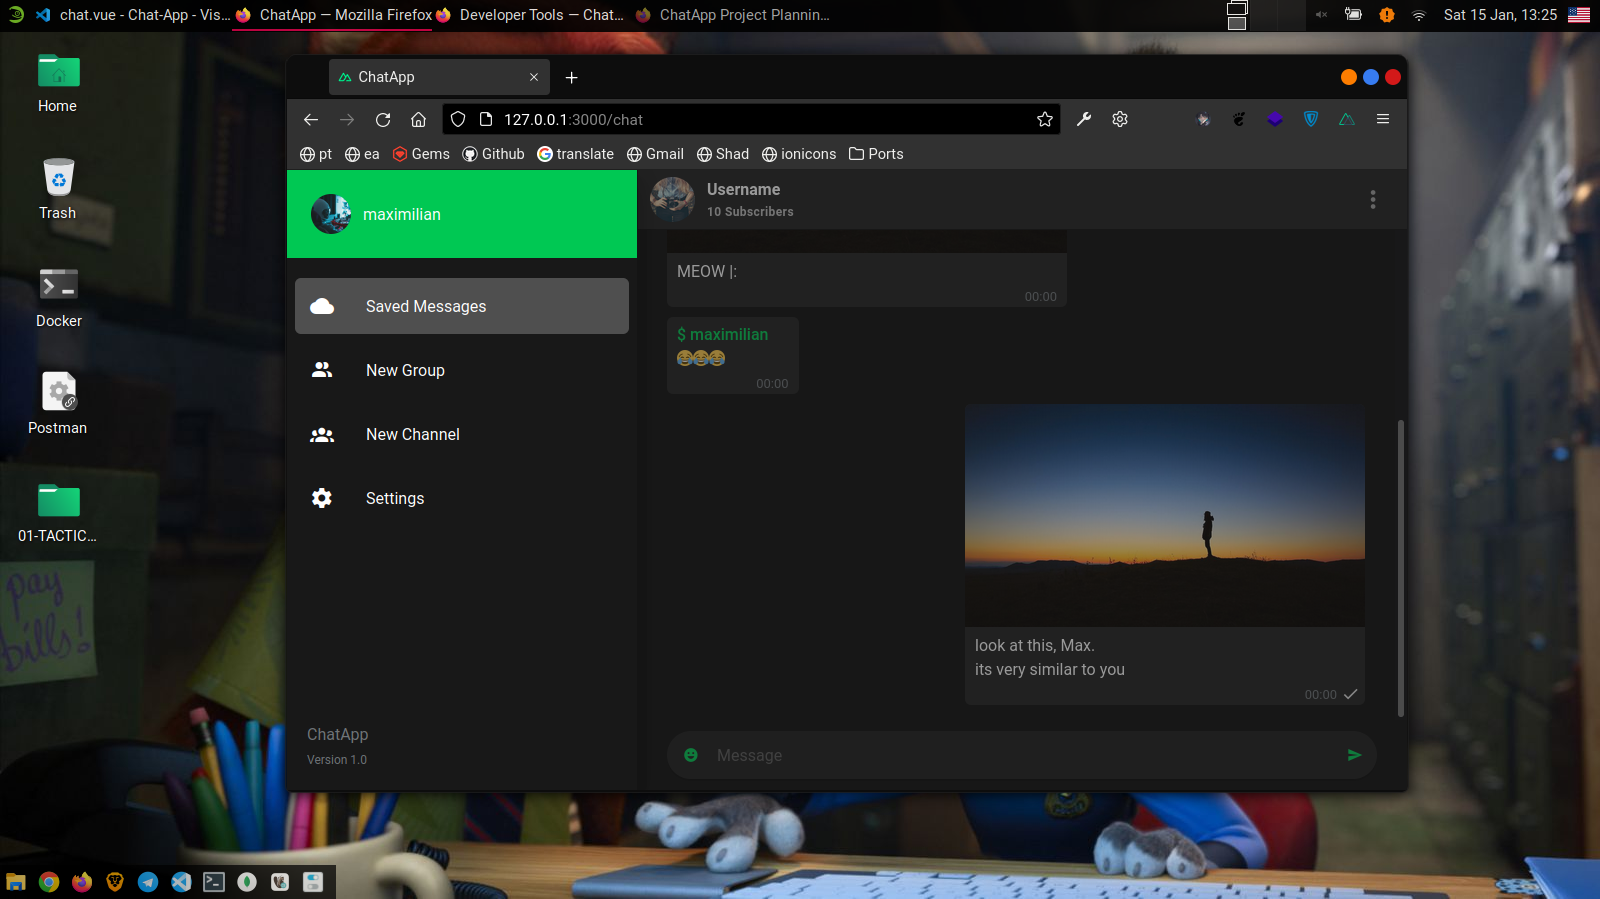 chat.vue - Chat-App - Vis...
ChatApp — Mozilla Firefox
Developer Tools — Chat...
ChatApp Project Plannin...
Sat 15 Jan, 13:25
Home
Trash
Docker
Postman
01-TACTIC...
pay
bills!
ChatApp
127.0.0.1:3000/chat
pt
ea
Gems
Github
translate
Gmail
Shad
ionicons
Ports
maximilian
Saved Messages
New Group
New Channel
Settings
ChatApp
Version 1.0
Username
10 Subscribers
MEOW |:
00:00
$ maximilian
😂😂😂
00:00
look at this, Max.
its very similar to you
00:00
Message